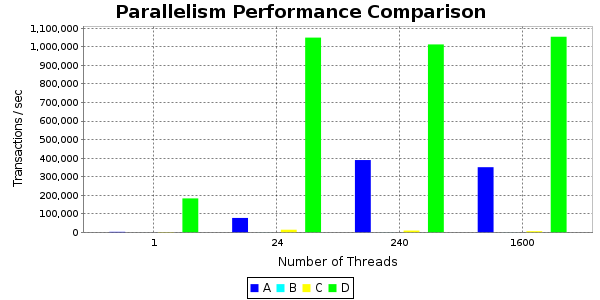 Parallelism Performance Comparison
1,100,000
1,000,000
900,000
800,000
700,000
600,000
500,000
400,000
300,000
200,000
100,000
0
Transactions / sec
1 24 240 1600
Number of Threads
A B C D